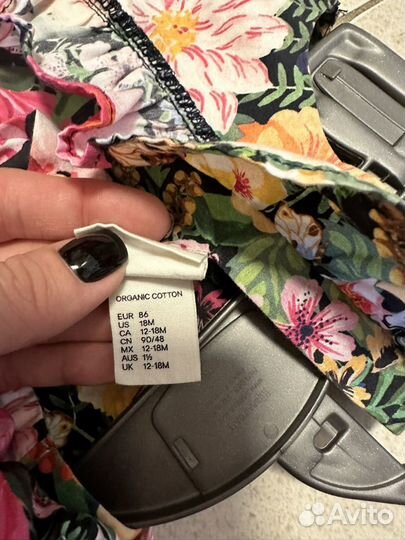 ORGANIC COTTON
EUR 86
US 18M
CA 12-18M
CN 90/48
MX 12-18M
AUS 1½
UK 12-18M
Avito